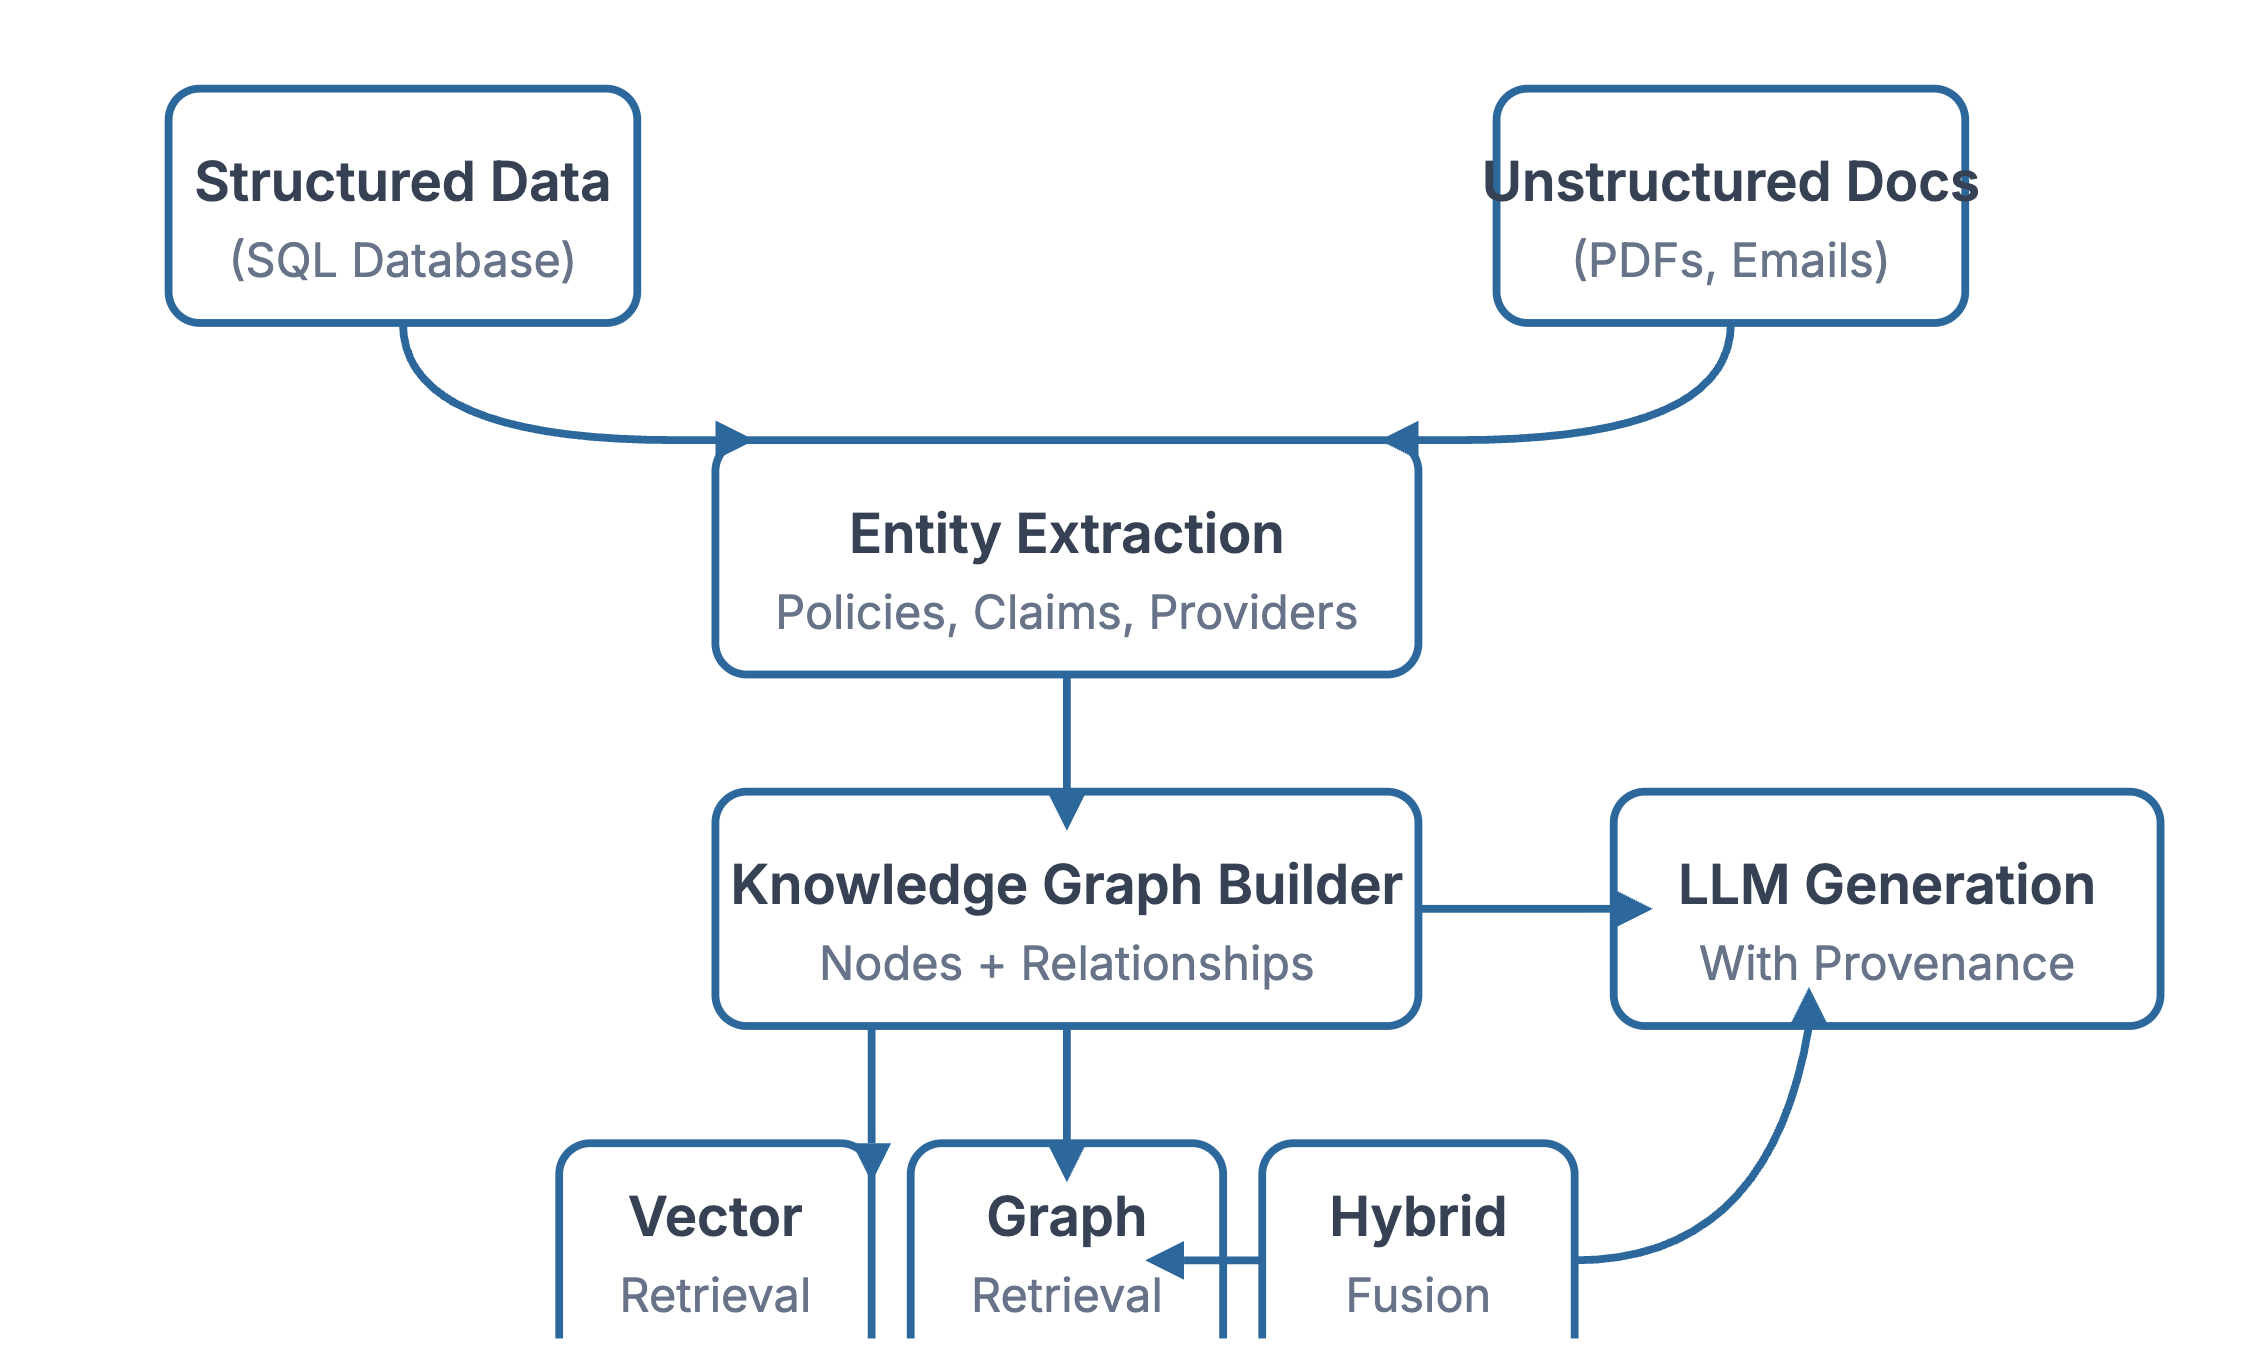 Structured Data
(SQL Database)
Unstructured Docs
(PDFs, Emails)
Entity Extraction
Policies, Claims, Providers
Knowledge Graph Builder
Nodes + Relationships
LLM Generation
With Provenance
Vector
Retrieval
Graph
Retrieval
Hybrid
Fusion